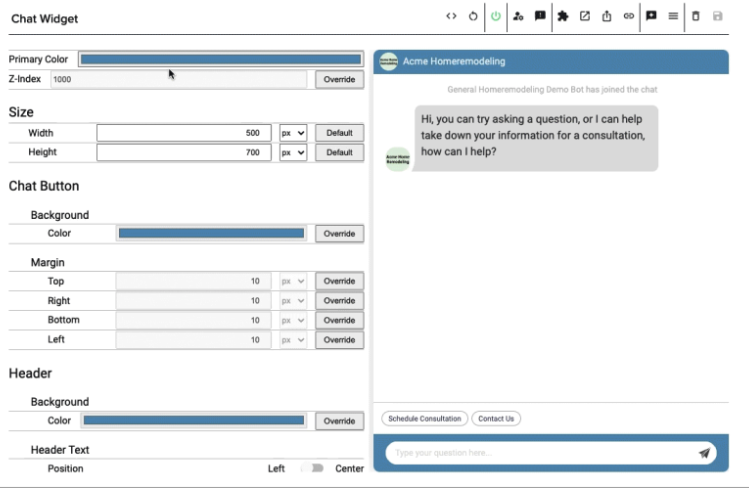 Chat Widget
Primary Color
Z-Index 1000 Override
Size
Width 500 px Default
Height 700 px Default
Chat Button
Background
Color Override
Margin
Top 10 px Override
Right 10 px Override
Bottom 10 px Override
Left 10 px Override
Header
Background
Color Override
Header Text
Position Left Center
Acme Homeremodeling
General Homeremodeling Demo Bot has joined the chat
Hi, you can try asking a question, or I can help
take down your information for a consultation,
how can I help?
Acme Home
Remodeling
Schedule Consultation Contact Us
Type your question here...